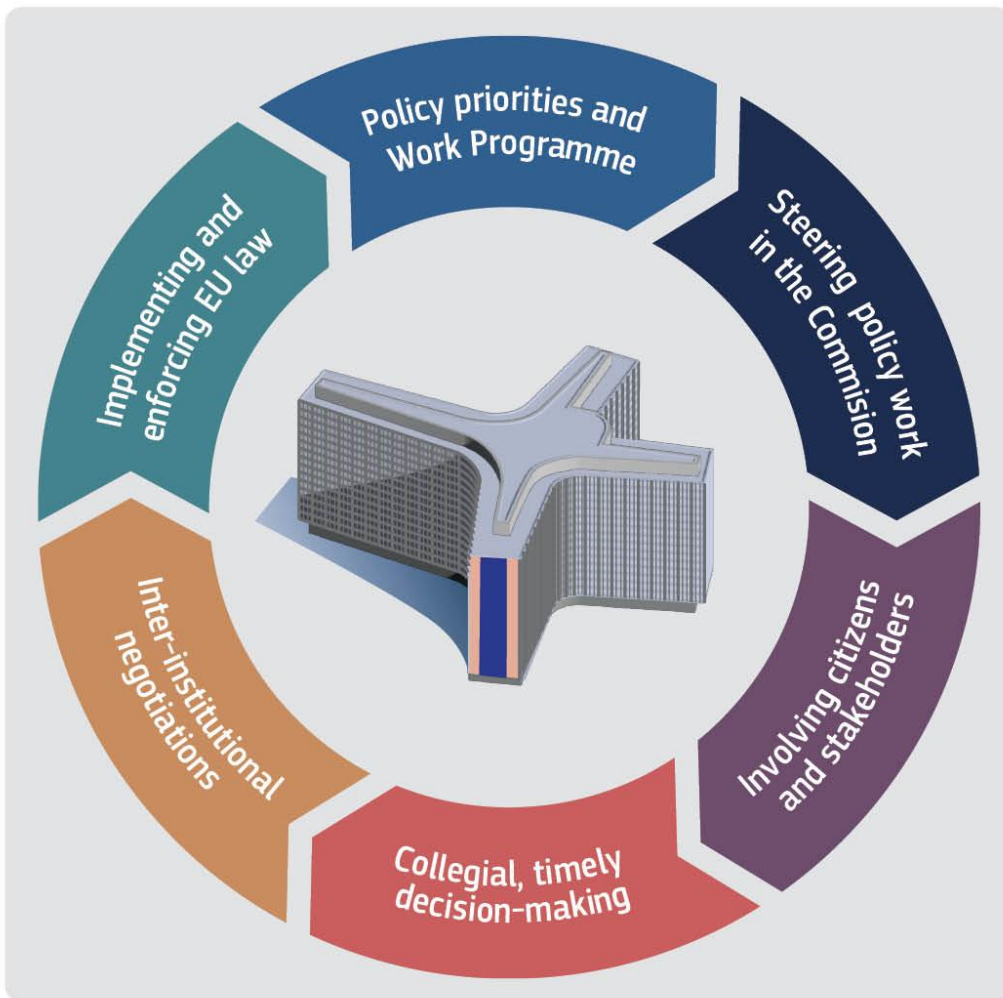 Policy priorities and
Work Programme
Steering policy work
in the Commision
Involving citizens
and stakeholders
Collegial, timely
decision-making
Inter-institutional
negotiations
Implementing and
enforcing EU law